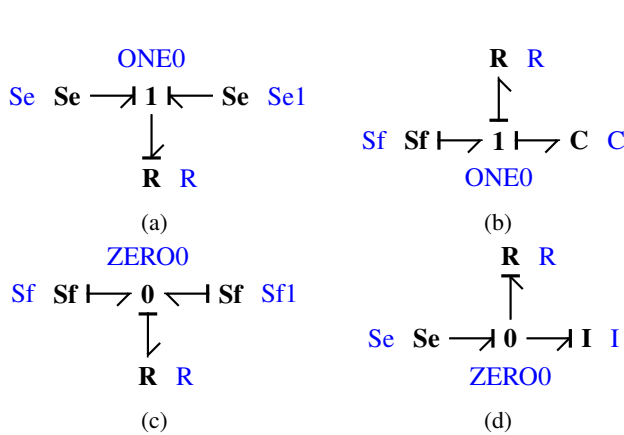 ONE0
Se Se 1 Se Se1
R R
(a)
R R
Sf Sf 1 C C
ONE0
(b)
ZERO0
Sf Sf 0 Sf Sf1
R R
(c)
R R
Se Se 0 I I
ZERO0
(d)